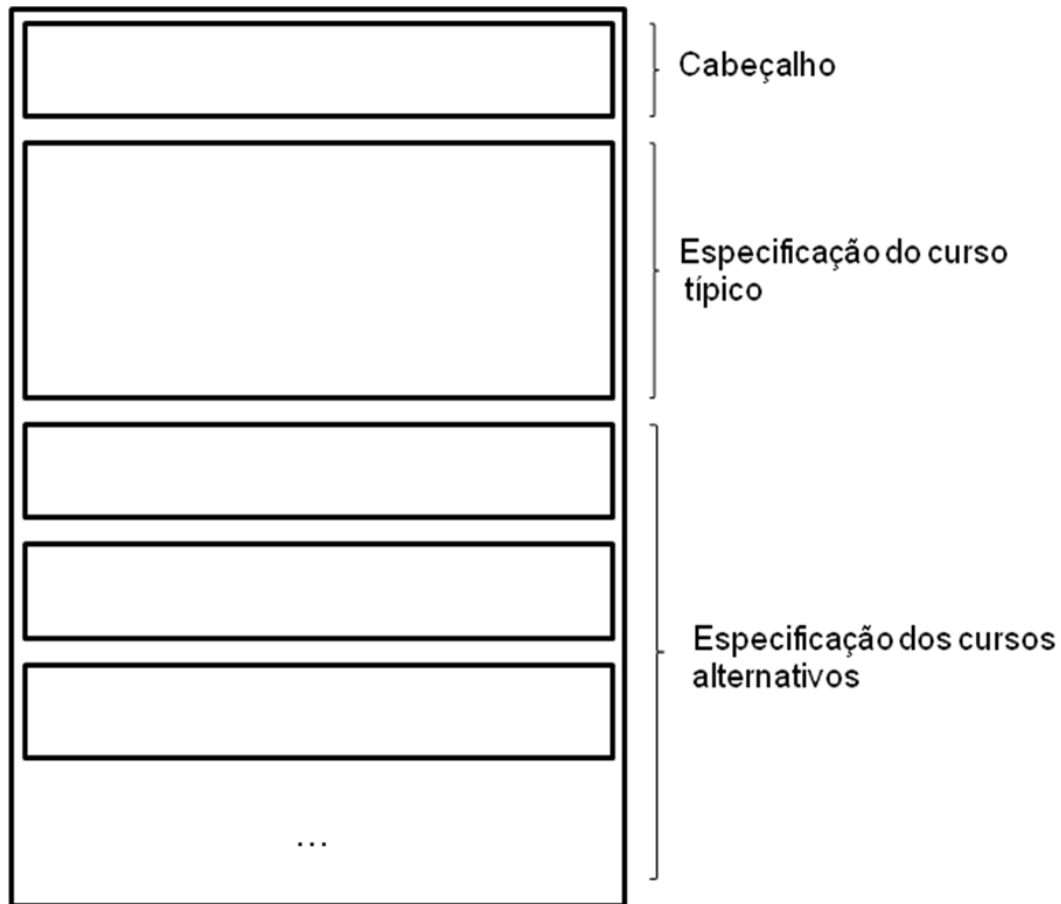 Cabeçalho
Especificação do curso
típico
Especificação dos cursos
alternativos
...